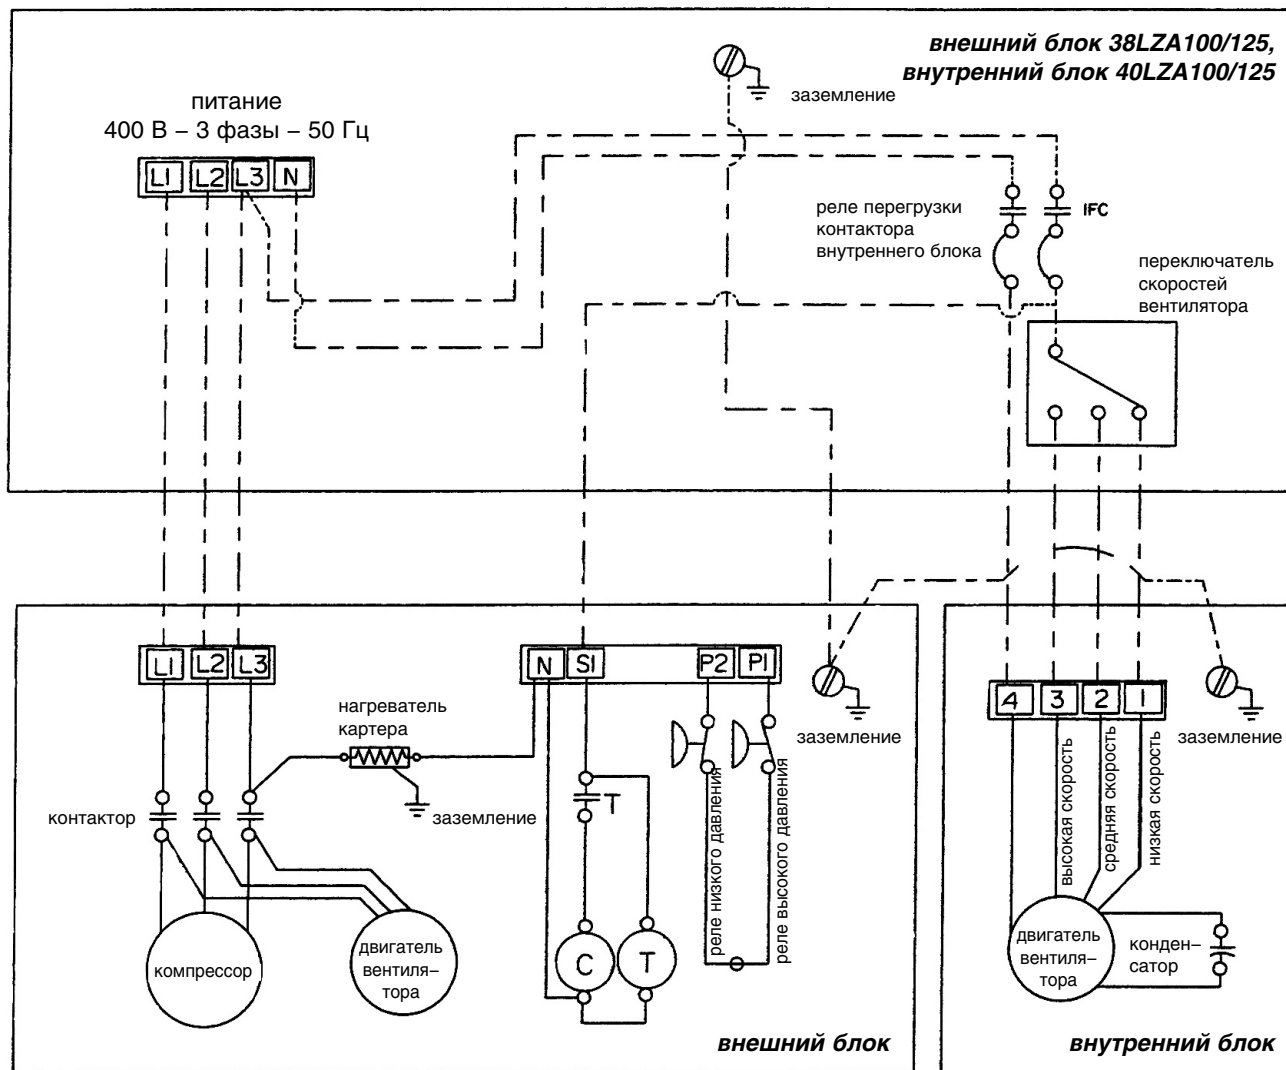 внешний блок 38LZA100/125,
внутренний блок 40LZA100/125
заземление
питание
400 В – 3 фазы – 50 Гц
L1 L2 L3 N
реле перегрузки
контактора
внутреннего блока
IFC
переключатель
скоростей
вентилятора
L1 L2 L3
N S1 P2 P1
4 3 2 1
нагреватель
картера
заземление
заземление
заземление
контактор
T
реле низкого давления
реле высокого давления
высокая скорость
средняя скорость
низкая скорость
компрессор
двигатель
вентиля–
тора
C
T
двигатель
вентиля–
тора
конден–
сатор
внешний блок
внутренний блок